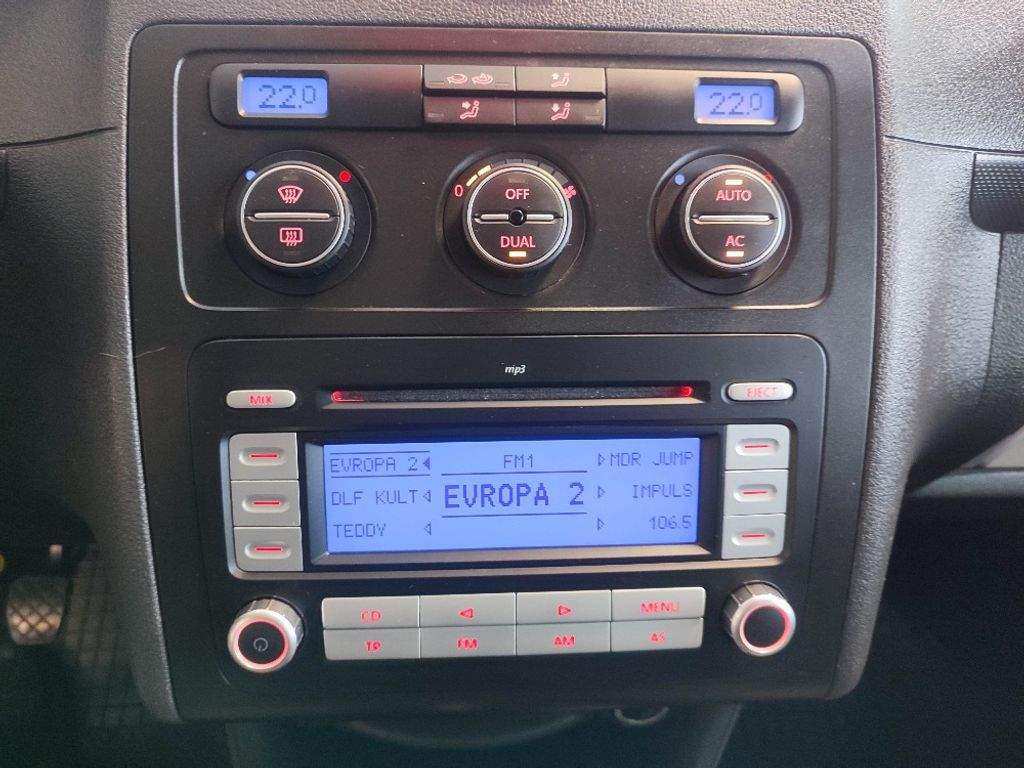 22.0 22.0
0 OFF AUTO
DUAL AC
mp3
MIX EJECT
EVROPA 2 FM1 MDR JUMP
DLF KULT EVROPA 2 IMPULS
TEDDY 106.5
CD MENU
TP FM AM AS